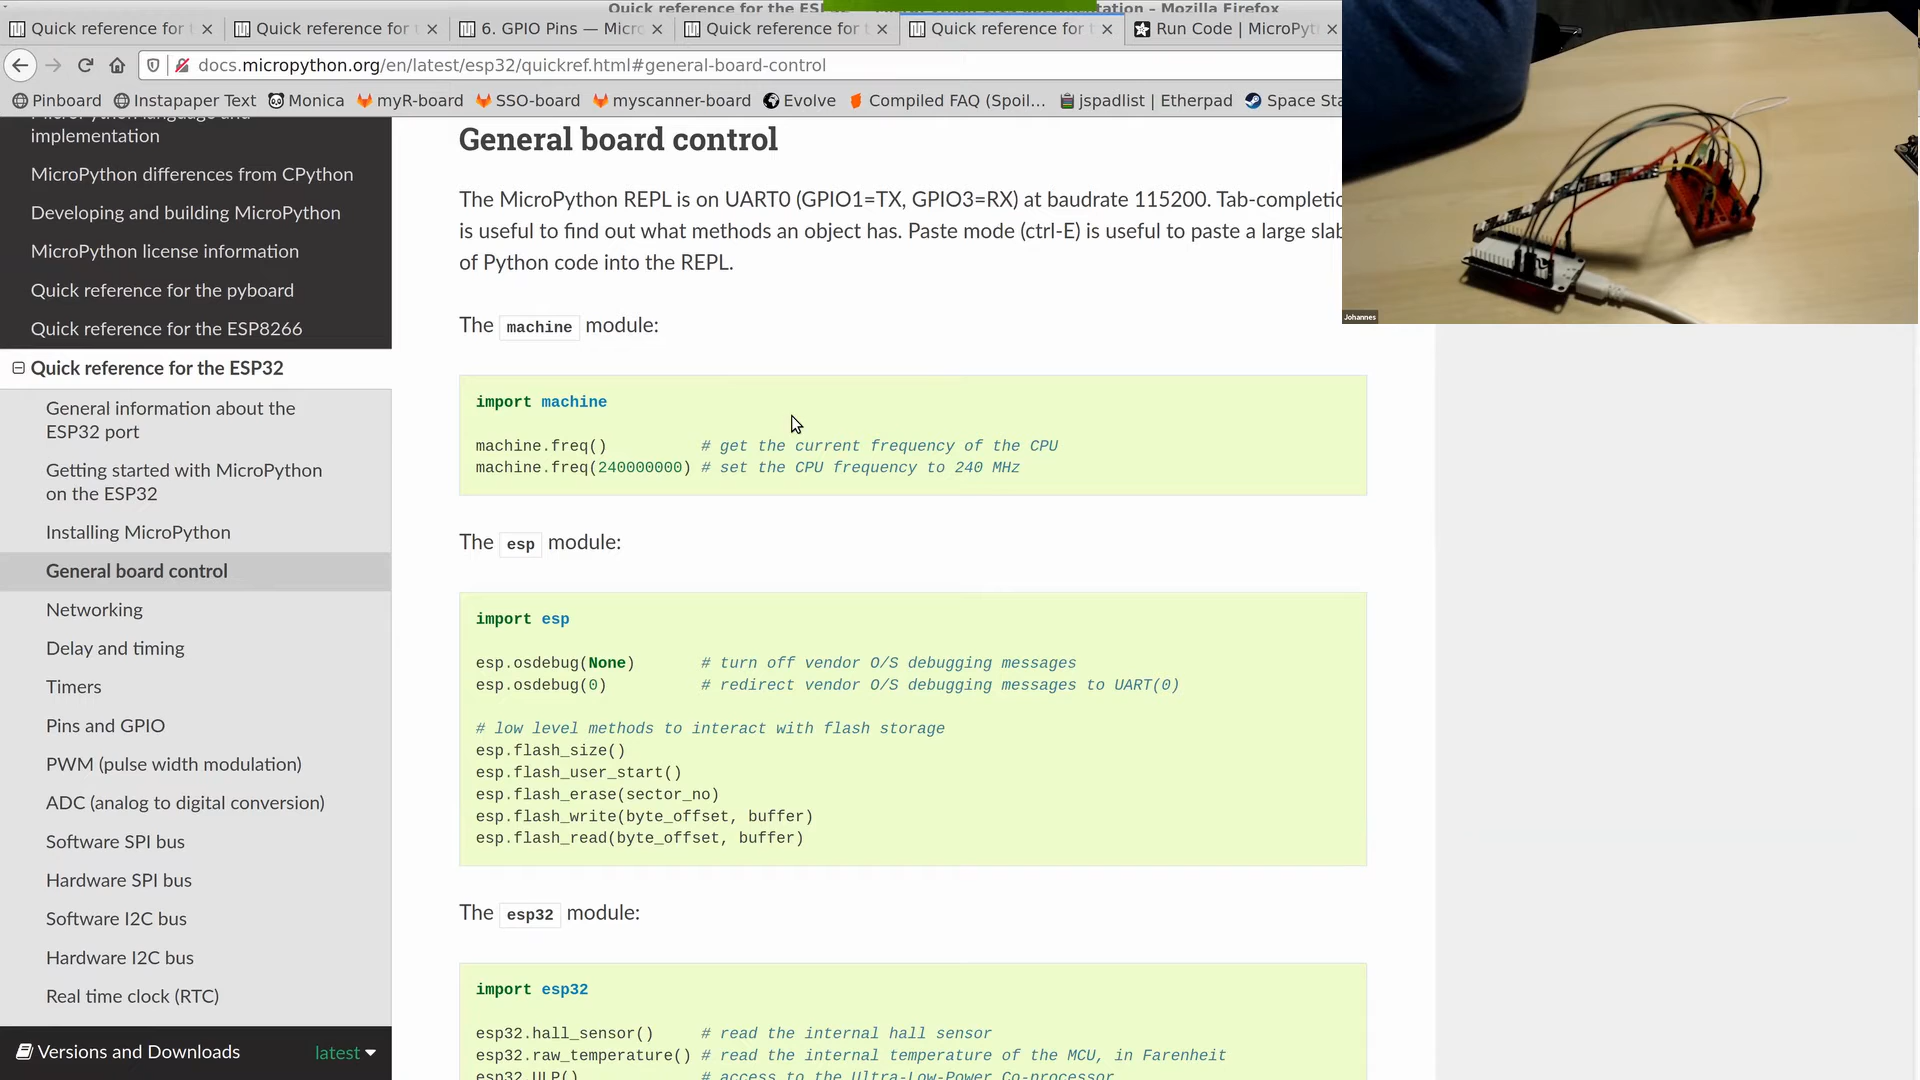 Quick reference for the ES
ntation – Mozilla Firefox
Quick reference for
Quick reference for
6. GPIO Pins — Micro
Quick reference for t
Quick reference for t
Run Code | MicroPyt
docs.micropython.org/en/latest/esp32/quickref.html#general-board-control
Pinboard
Instapaper Text
Monica
myR-board
SSO-board
myscanner-board
Evolve
Compiled FAQ (Spoil...
jspadlist | Etherpad
Space Sta
MicroPython language and
implementation
MicroPython differences from CPython
Developing and building MicroPython
MicroPython license information
Quick reference for the pyboard
Quick reference for the ESP8266
Quick reference for the ESP32
General information about the
ESP32 port
Getting started with MicroPython
on the ESP32
Installing MicroPython
General board control
Networking
Delay and timing
Timers
Pins and GPIO
PWM (pulse width modulation)
ADC (analog to digital conversion)
Software SPI bus
Hardware SPI bus
Software I2C bus
Hardware I2C bus
Real time clock (RTC)
Versions and Downloads
latest
General board control
The MicroPython REPL is on UART0 (GPIO1=TX, GPIO3=RX) at baudrate 115200. Tab-completio
is useful to find out what methods an object has. Paste mode (ctrl-E) is useful to paste a large slab
of Python code into the REPL.
The machine module:
import machine
machine.freq() # get the current frequency of the CPU
machine.freq(240000000) # set the CPU frequency to 240 MHz
The esp module:
import esp
esp.osdebug(None) # turn off vendor O/S debugging messages
esp.osdebug(0) # redirect vendor O/S debugging messages to UART(0)
# low level methods to interact with flash storage
esp.flash_size()
esp.flash_user_start()
esp.flash_erase(sector_no)
esp.flash_write(byte_offset, buffer)
esp.flash_read(byte_offset, buffer)
The esp32 module:
import esp32
esp32.hall_sensor() # read the internal hall sensor
esp32.raw_temperature() # read the internal temperature of the MCU, in Farenheit
esp32.ULP() # access to the Ultra-Low-Power Co-processor
Johannes